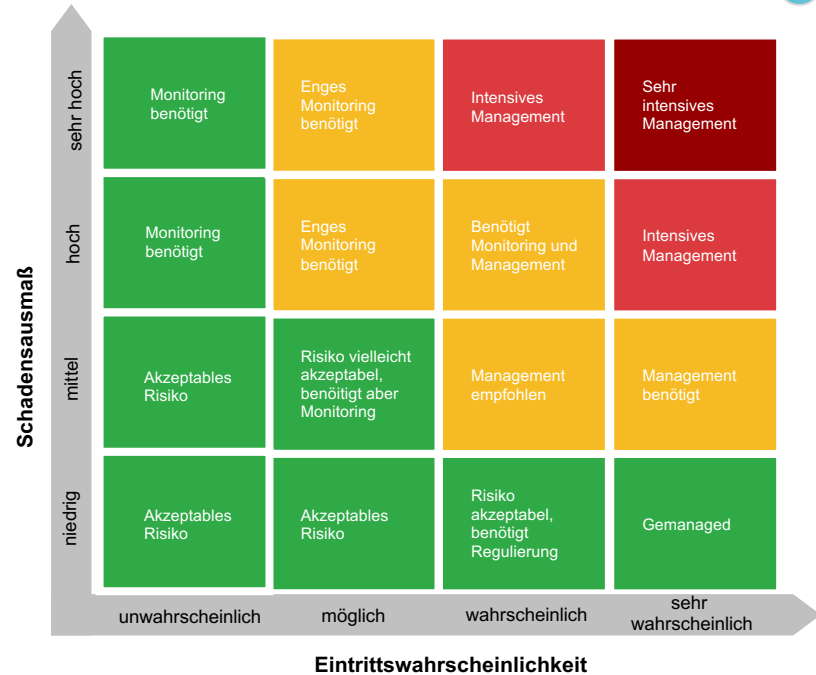 Schadensausmaß
sehr hoch
Monitoring
benötigt
Enges
Monitoring
benötigt
Intensives
Management
Sehr
intensives
Management
hoch
Monitoring
benötigt
Enges
Monitoring
benötigt
Benötigt
Monitoring und
Management
Intensives
Management
mittel
Akzeptables
Risiko
Risiko vielleicht
akzeptabel,
benöitigt aber
Monitoring
Management
empfohlen
Management
benötigt
niedrig
Akzeptables
Risiko
Akzeptables
Risiko
Risiko
akzeptabel,
benötigt
Regulierung
Gemanaged
unwahrscheinlich
möglich
wahrscheinlich
sehr
wahrscheinlich
Eintrittswahrscheinlichkeit